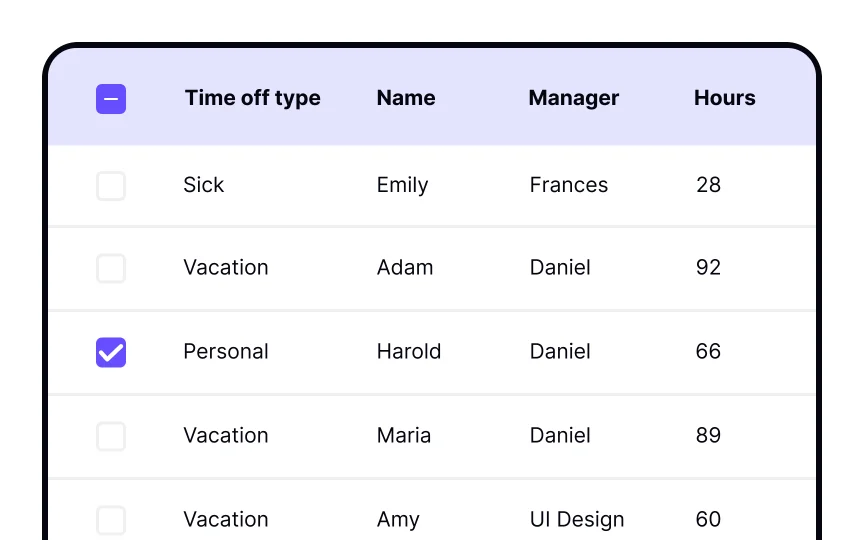 Time off type Name Manager Hours
Sick Emily Frances 28
Vacation Adam Daniel 92
Personal Harold Daniel 66
Vacation Maria Daniel 89
Vacation Amy UI Design 60